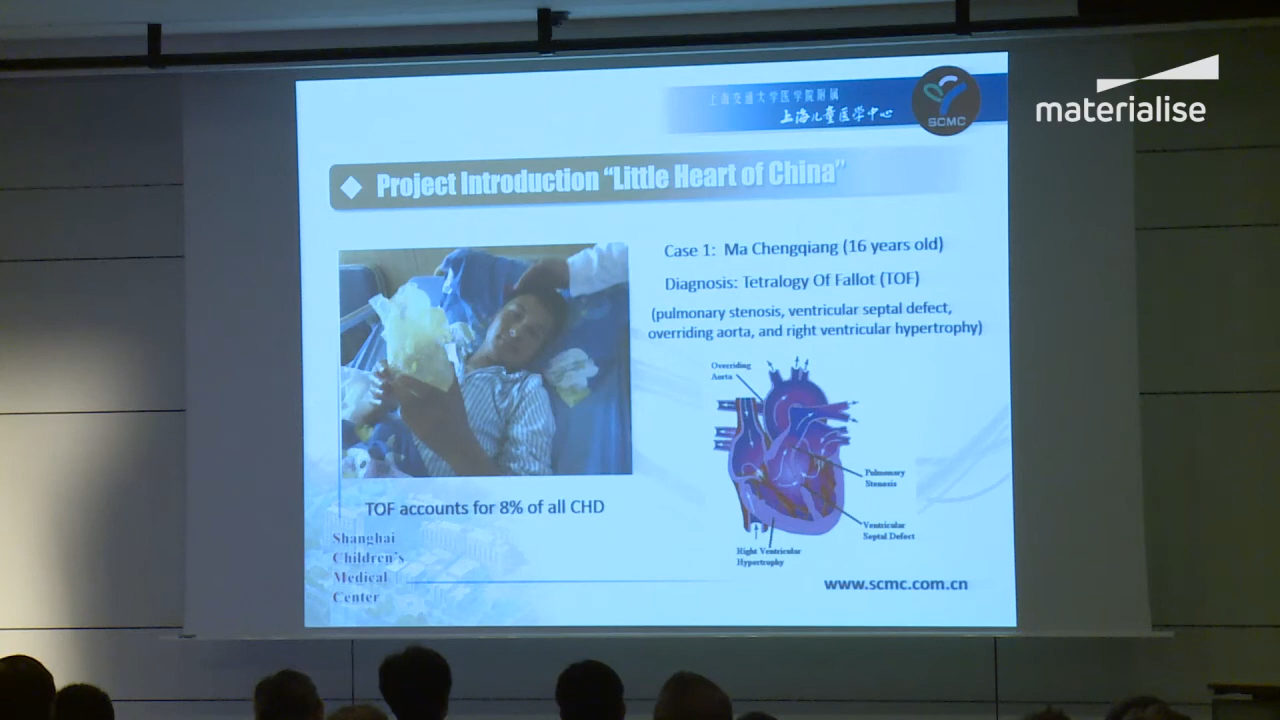 materialise
上海交通大学医学院附属
上海儿童医学中心
SCMC
Project Introduction “Little Heart of China”
Case 1: Ma Chengqiang (16 years old)
Diagnosis: Tetralogy Of Fallot (TOF)
(pulmonary stenosis, ventricular septal defect,
overriding aorta, and right ventricular hypertrophy)
Overriding
Aorta
Pulmonary
Stenosis
Ventricular
Septal Defect
Right Ventricular
Hypertrophy
TOF accounts for 8% of all CHD
Shanghai
Children's
Medical
Center
www.scmc.com.cn